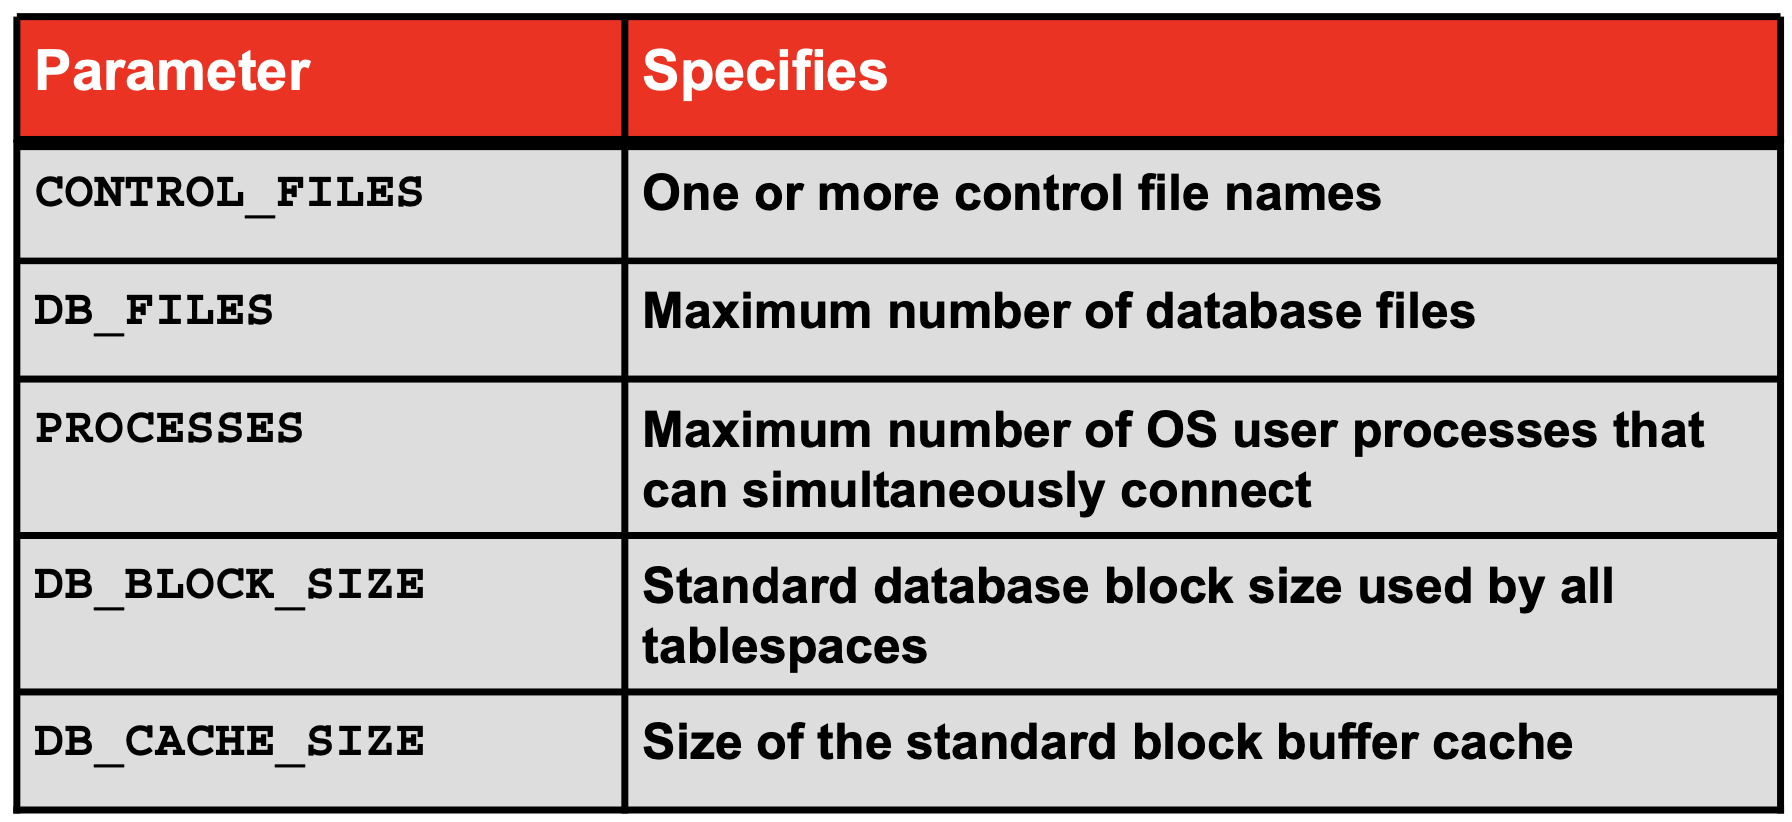 Parameter Specifies
CONTROL_FILES One or more control file names
DB_FILES Maximum number of database files
PROCESSES Maximum number of OS user processes that
can simultaneously connect
DB_BLOCK_SIZE Standard database block size used by all
tablespaces
DB_CACHE_SIZE Size of the standard block buffer cache